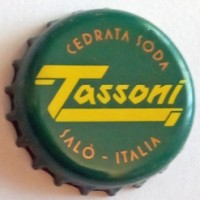 CEDRATA SODA
Tassoni
SALÒ - ITALIA